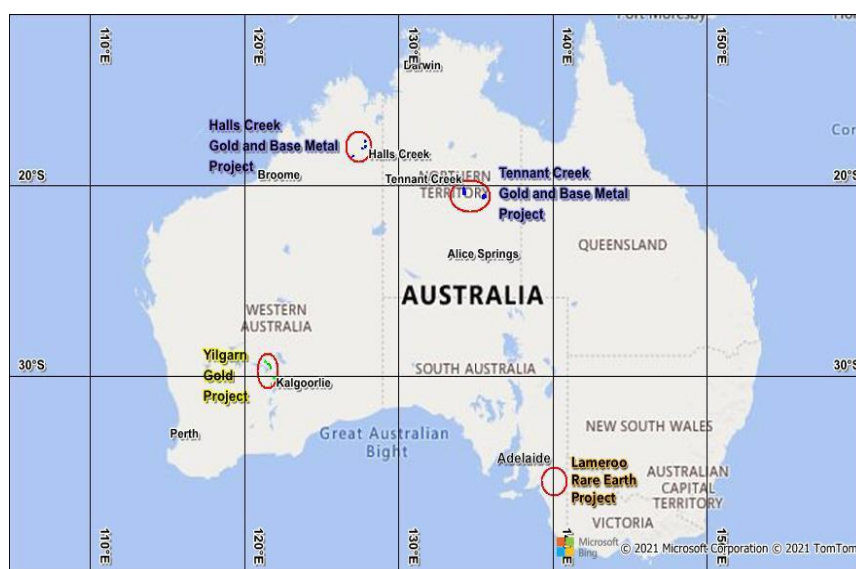 Port Moresby
Ho
110°E
120°E
130°E
140°E
150°E
Darwin
Halls Creek
Gold and Base Metal
Project
Halls Creek
Broome
Cor
20°S
20°S
Tennant Creek
NORTHERN
TERRITORY
Tennant Creek
Gold and Base Metal
Project
QUEENSLAND
Alice Springs
AUSTRALIA
WESTERN
AUSTRALIA
Yilgarn
Gold
Project
SOUTH AUSTRALIA
30°S
30°S
Kalgoorlie
Perth
Great Australian
Bight
NEW SOUTH WALES
Adelaide
Lameroo
Rare Earth
Project
AUSTRALIAN
CAPITAL
TERRITORY
VICTORIA
110°E
120°E
130°E
150°E
Microsoft
Bing
© 2021 Microsoft Corporation © 2021 TomTom